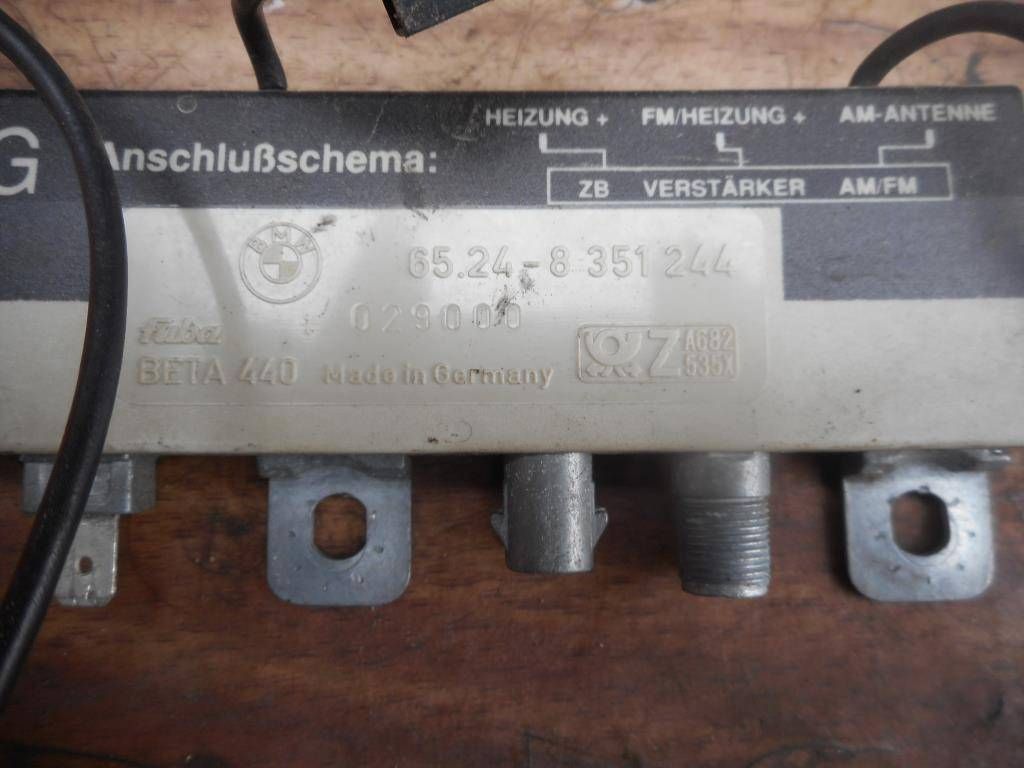 G
Anschlußschema:
HEIZUNG + FM/HEIZUNG + AM-ANTENNE
ZB VERSTÄRKER AM/FM
BMW
65.24-8 351 244
029000
fuba
BETA 440 Made in Germany
Z A682 535X